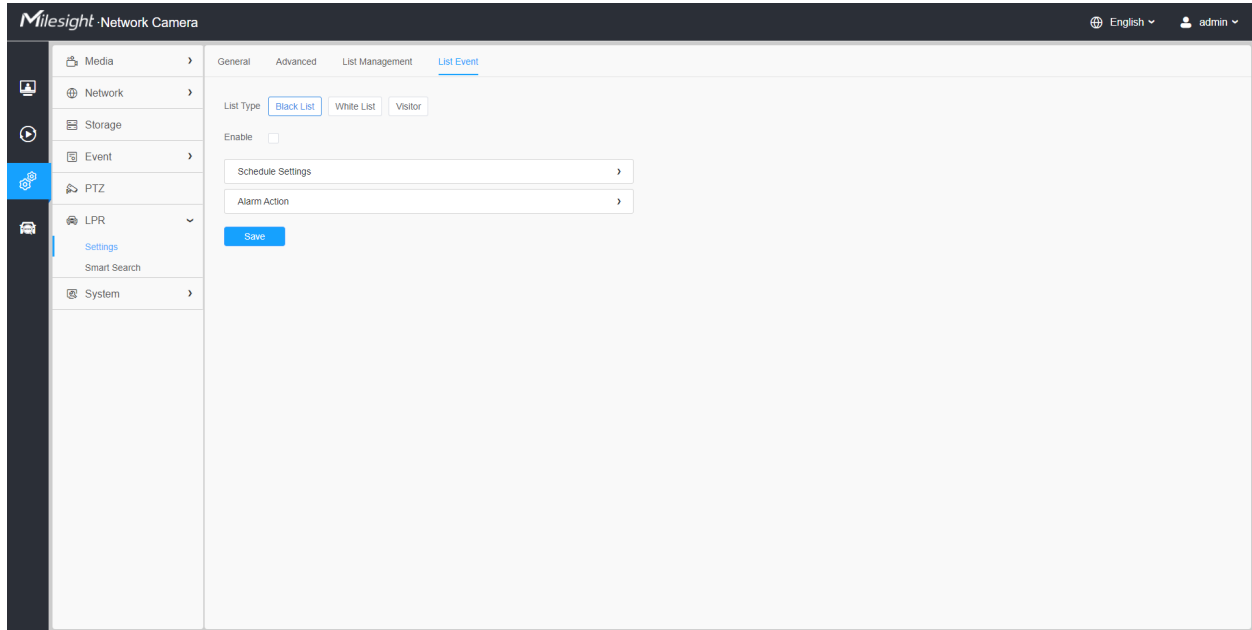 Milesight · Network Camera
English
admin
Media
Network
Storage
Event
PTZ
LPR
Settings
Smart Search
System
General Advanced List Management List Event
List Type Black List White List Visitor
Enable
Schedule Settings
Alarm Action
Save